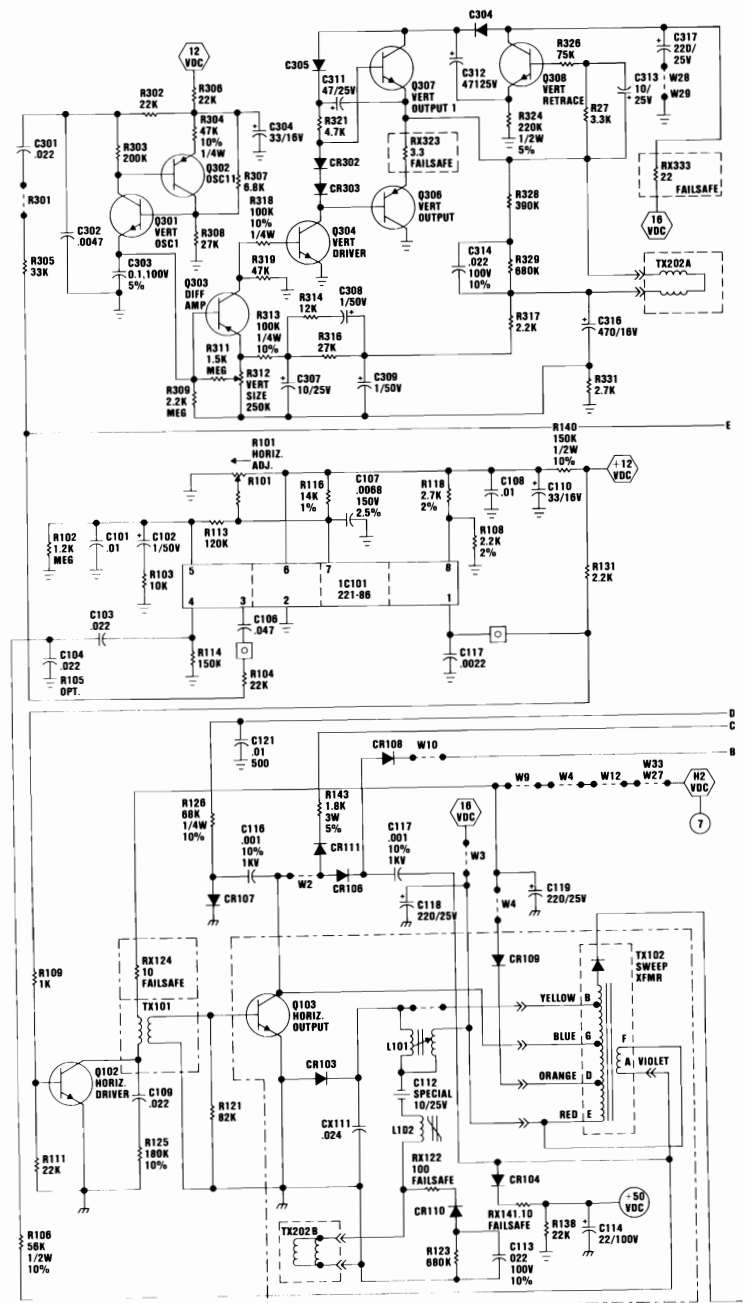 C304
12
VDC
C305
R326
75K
C317
22D/
25V
R302
22K
R306
22K
R304
47K
10%
1/4W
C311
47/25V
Q307
VERT
OUTPUT 1
C312
47125V
Q308
VERT
RETRACE
C313
10/
25V
W28
W29
C301
.022
R303
200K
C304
33/16V
R321
4.7K
R324
220K
1/2W
5%
R27
3.3K
Q302
OSC11
RX323
3.3
FAILSAFE
R301
R307
6.8K
CR302
RX333
22
FAILSAFE
CR303
R318
100K
10%
1/4W
Q306
VERT
OUTPUT
R328
390K
C302
.0047
Q301
VERT
OSC1
R308
27K
Q304
VERT
DRIVER
16
VDC
R305
33K
C303
0.1,100V
5%
R319
47K
C314
.022
100V
10%
R329
680K
TX202A
Q303
DIFF
AMP
R314
12K
C308
1/50V
R313
100K
1/4W
10%
R317
2.2K
C316
470/16V
R311
1.5K
MEG
R316
27K
R312
VERT
SIZE
250K
C307
10/25V
C309
1/50V
R309
2.2K
MEG
R331
2.7K
E
R140
150K
1/2W
10%
R101
HORIZ.
ADJ.
+12
VDC
R101
R116
14K
1%
C107
.0068
150V
2.5%
R118
2.7K
2%
C108
.01
C110
33/16V
R102
1.2K
MEG
C101
.01
C102
1/50V
R113
120K
R108
2.2K
2%
R103
10K
5
6
7
8
1C101
221-86
4
3
2
1
R131
2.2K
C103
.022
C106
.047
C104
.022
R105
OPT.
R114
150K
R104
22K
C117
.0022
D
C
C121
.01
500
CR108
W10
B
W9
W4
W12
W33
W27
H2
VDC
R126
68K
1/4W
10%
R143
1.8K
3W
5%
16
VDC
7
C116
.001
10%
1KV
CR111
C117
.001
10%
1KV
W3
W2
CR106
CR107
C118
220/25V
W4
C119
220/25V
R109
1K
RX124
10
FAILSAFE
CR109
TX102
SWEEP
XFMR
TX101
Q103
HORIZ.
OUTPUT
YELLOW
B
L101
BLUE
G
F
A
VIOLET
Q102
HORIZ.
DRIVER
CR103
ORANGE
D
C109
.022
C112
SPECIAL
10/25V
R121
82K
RED
E
CX111
.024
L1D2
R111
22K
R125
180K
10%
RX122
100
FAILSAFE
CR104
+50
VDC
CR110
RX141.10
FAILSAFE
TX202B
R106
56K
1/2W
10%
R123
680K
C113
022
100V
10%
R138
22K
C114
22/100V